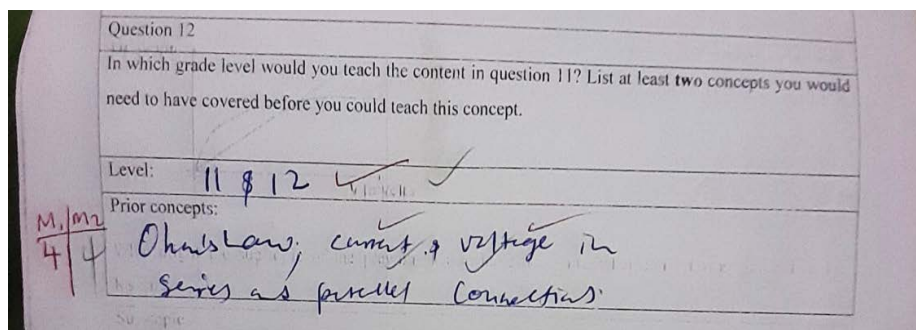 Question 12
In which grade level would you teach the content in question 11? List at least two concepts you would
need to have covered before you could teach this concept.
Level: 11 & 12
Prior concepts:
M1 M2
4 4
Ohm's Law, current & voltage in
series and parallel connections.